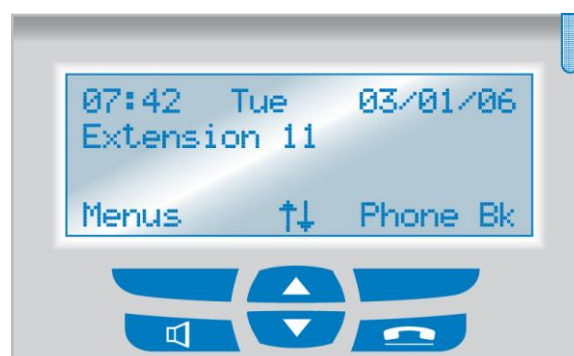 07:42 Tue 03/01/06
Extension 11
Menus ↑↓ Phone Bk